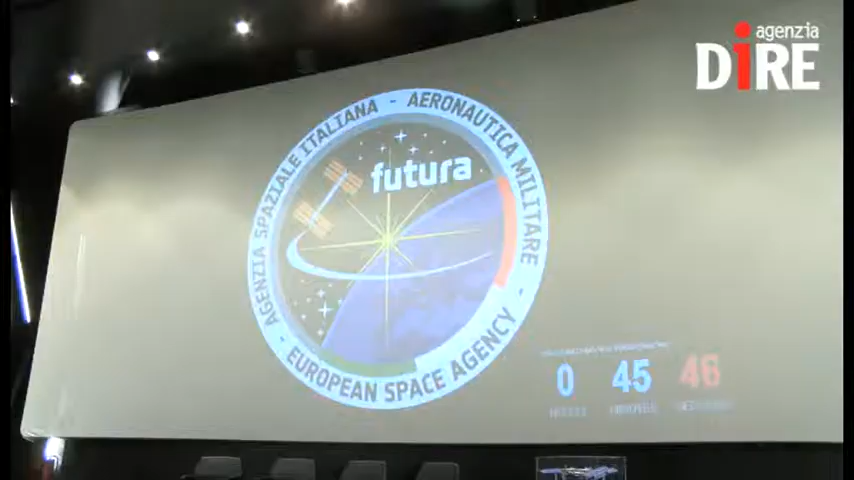 agenzia
DiRE
AGENZIA SPAZIALE ITALIANA - AERONAUTICA MILITARE -
futura
- EUROPEAN SPACE AGENCY
0 45 46